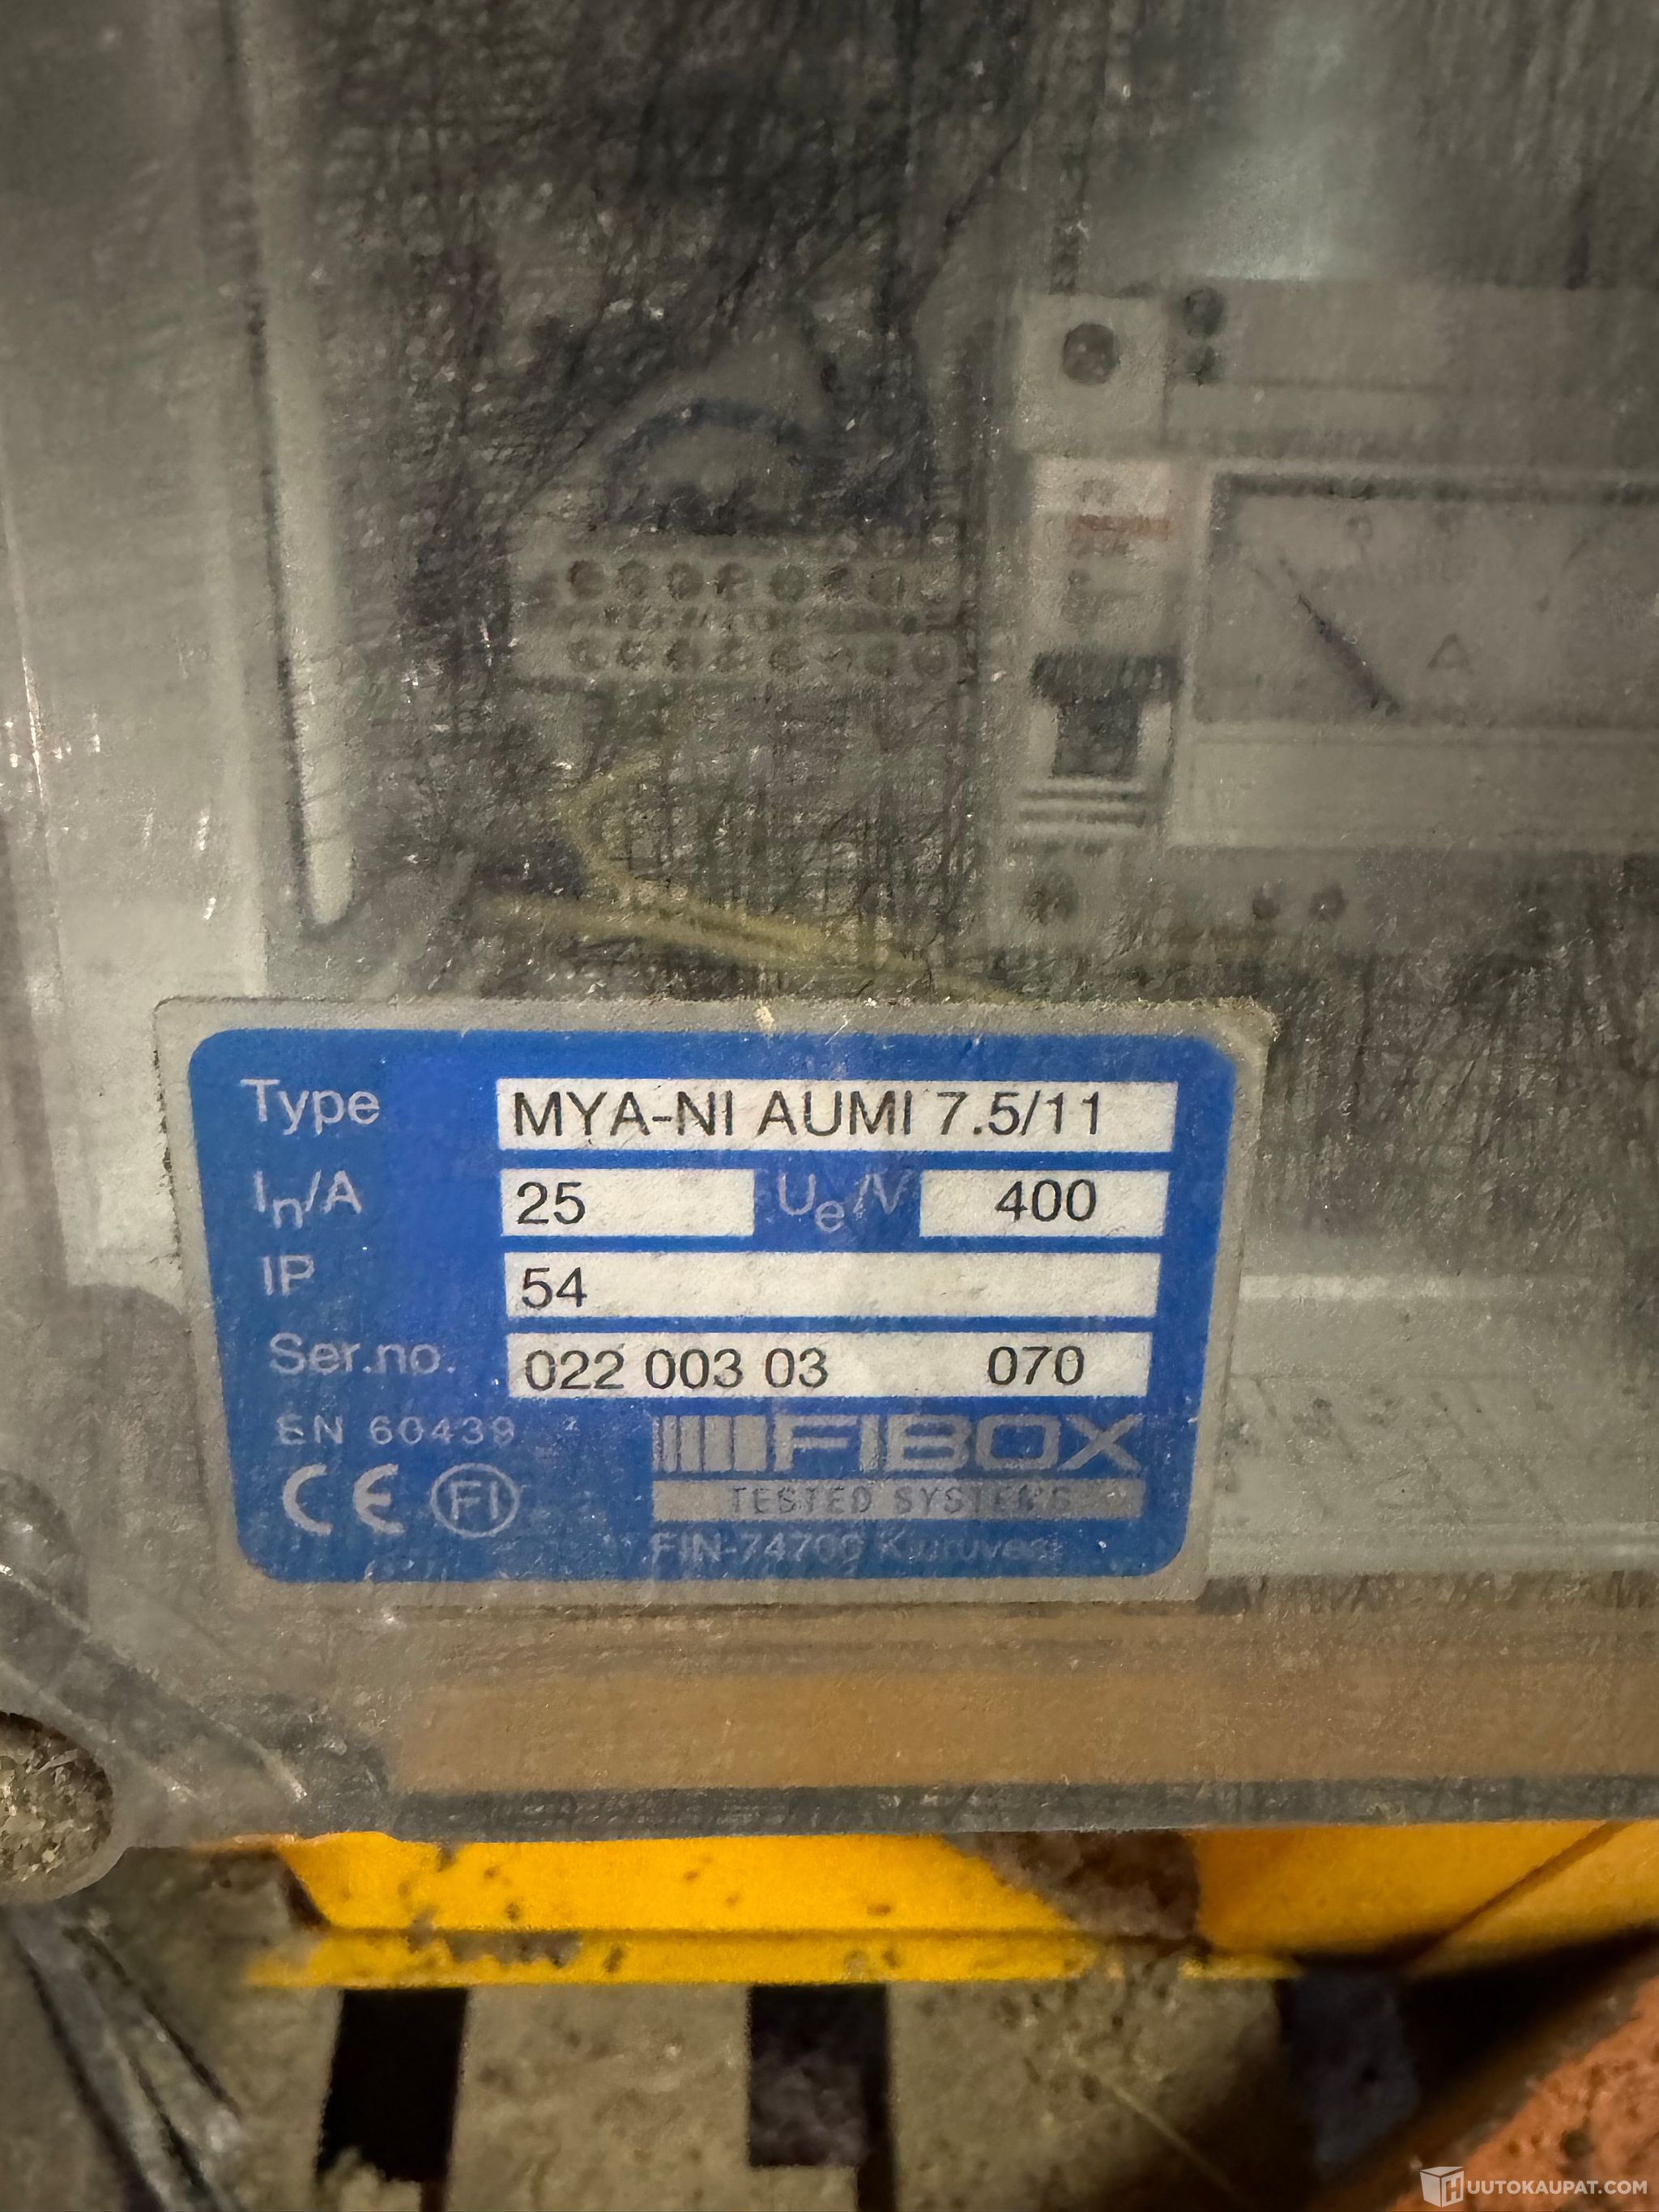 A
Type MYA-NI AUMI 7.5/11
In/A 25 Ue/V 400
IP 54
Ser.no. 022 003 03 070
EN 60439
FIBOX
CE FI
TESTED SYSTEMS
FIN-74700 Kiuruvesi
HUUTOKAUPAT.COM